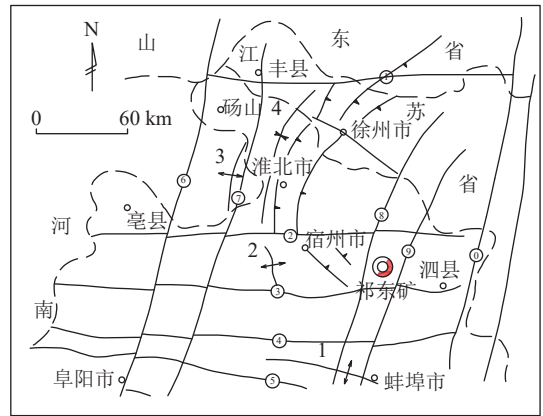 N
山
东
省
江
苏
省
河
南
丰县
砀山
4
徐州市
0
60 km
3
淮北市
亳县
2
宿州市
祁东矿
泗县
1
阜阳市
蚌埠市
①
②
③
④
⑤
⑥
⑦
⑧
⑨
⓪